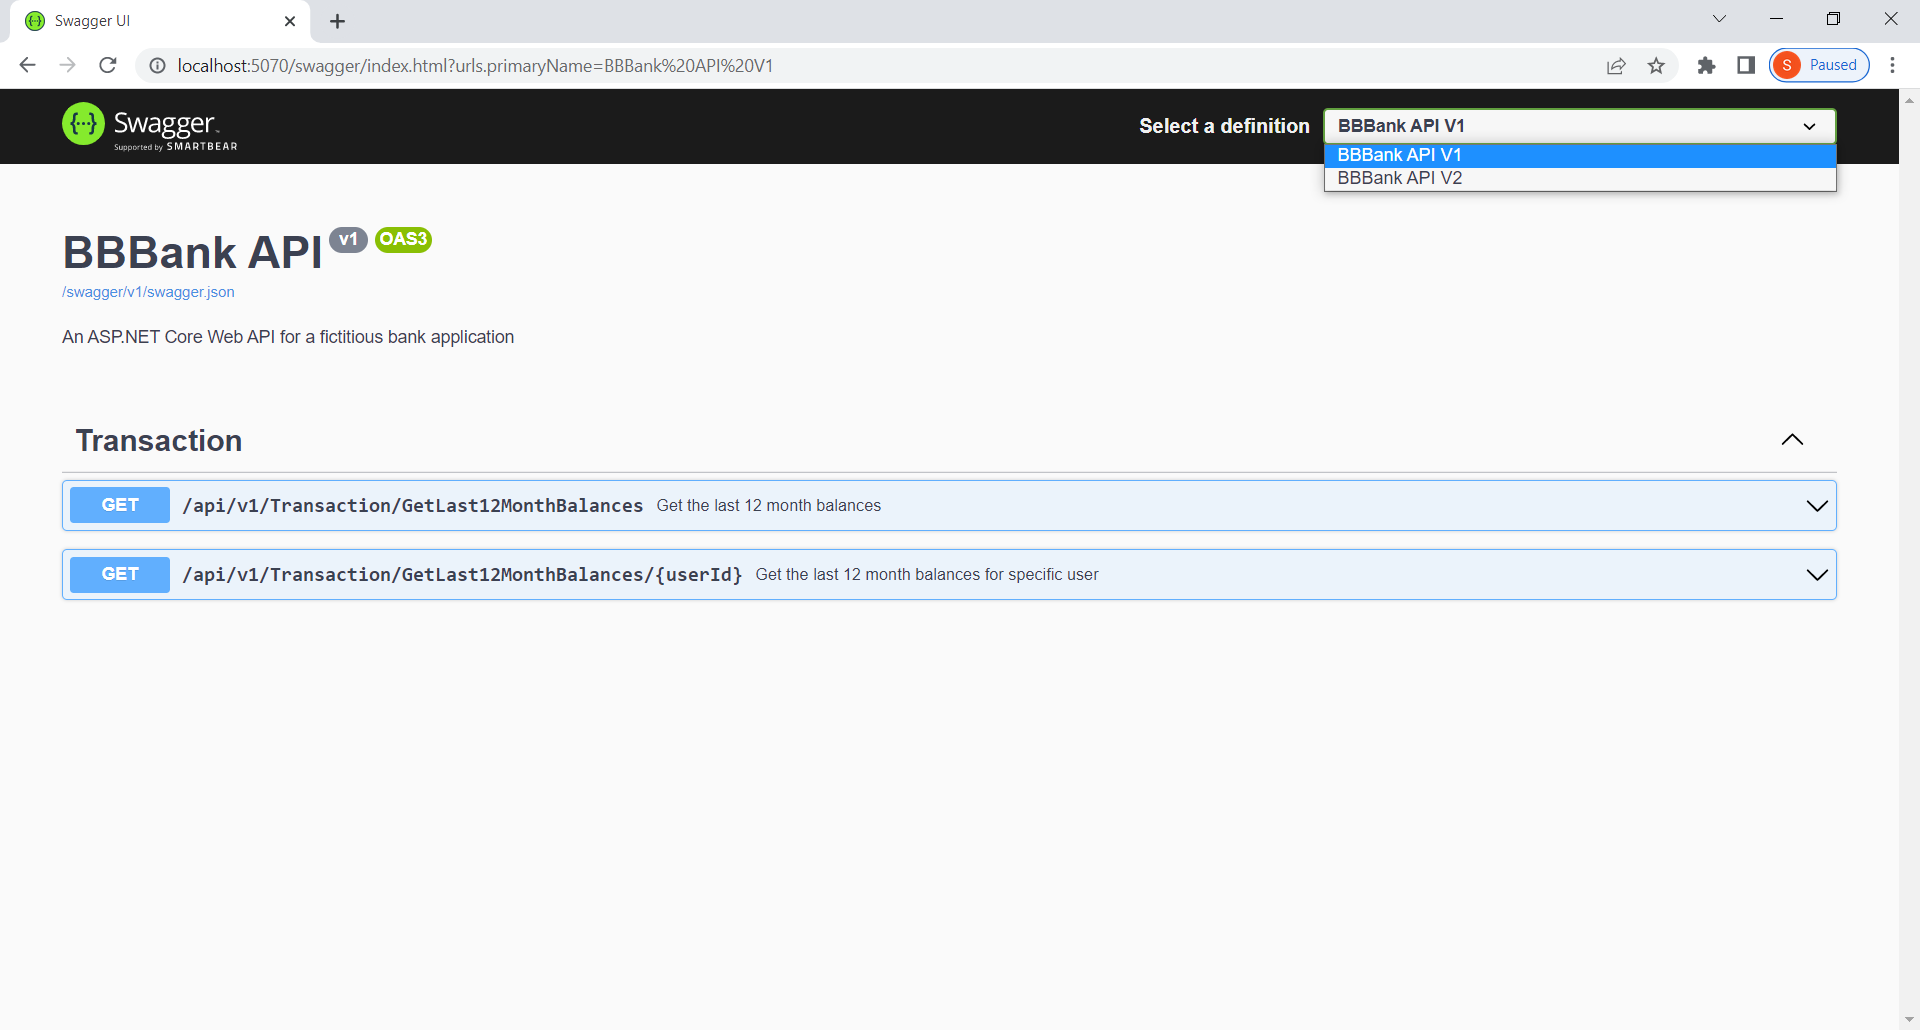 Swagger UI
localhost:5070/swagger/index.html?urls.primaryName=BBBank%20API%20V1
S Paused
{···} Swagger™
Supported by SMARTBEAR
Select a definition
BBBank API V1
BBBank API V1
BBBank API V2
BBBank API v1 OAS3
/swagger/v1/swagger.json
An ASP.NET Core Web API for a fictitious bank application
Transaction
GET /api/v1/Transaction/GetLast12MonthBalances Get the last 12 month balances
GET /api/v1/Transaction/GetLast12MonthBalances/{userId} Get the last 12 month balances for specific user